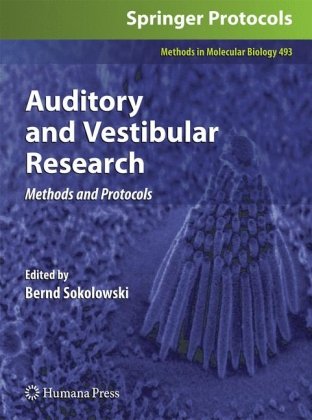 Springer Protocols
Methods in Molecular Biology 493
Auditory
and Vestibular
Research
Methods and Protocols
Edited by
Bernd Sokolowski
Humana Press